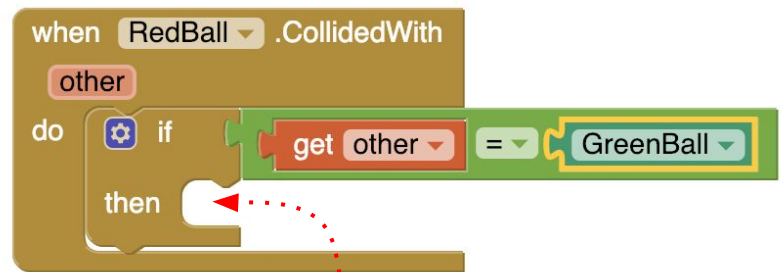 when RedBall .CollidedWith
other
do if get other = GreenBall
then